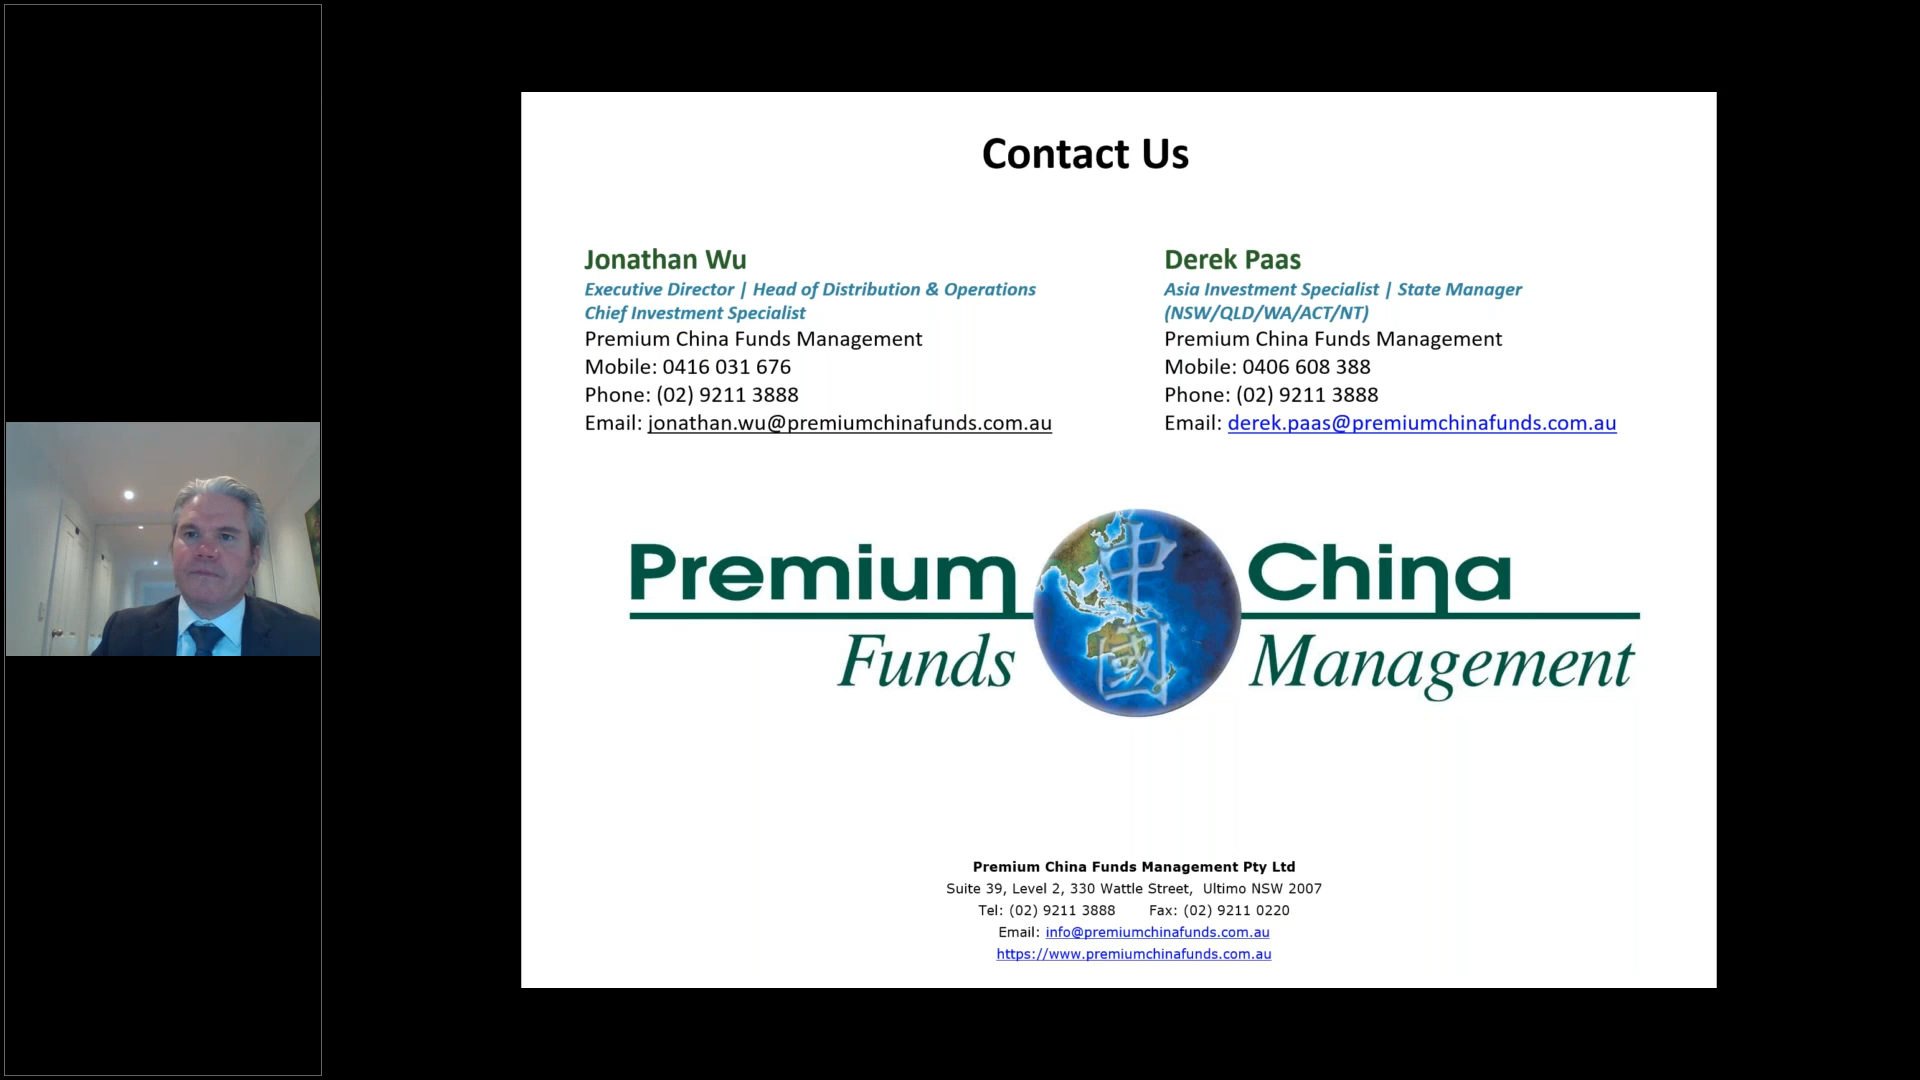 Contact Us
Jonathan Wu
Executive Director | Head of Distribution & Operations
Chief Investment Specialist
Premium China Funds Management
Mobile: 0416 031 676
Phone: (02) 9211 3888
Email: jonathan.wu@premiumchinafunds.com.au
Derek Paas
Asia Investment Specialist | State Manager
(NSW/QLD/WA/ACT/NT)
Premium China Funds Management
Mobile: 0406 608 388
Phone: (02) 9211 3888
Email: derek.paas@premiumchinafunds.com.au
Premium China
Funds Management
中
國
Premium China Funds Management Pty Ltd
Suite 39, Level 2, 330 Wattle Street, Ultimo NSW 2007
Tel: (02) 9211 3888 Fax: (02) 9211 0220
Email: info@premiumchinafunds.com.au
https://www.premiumchinafunds.com.au